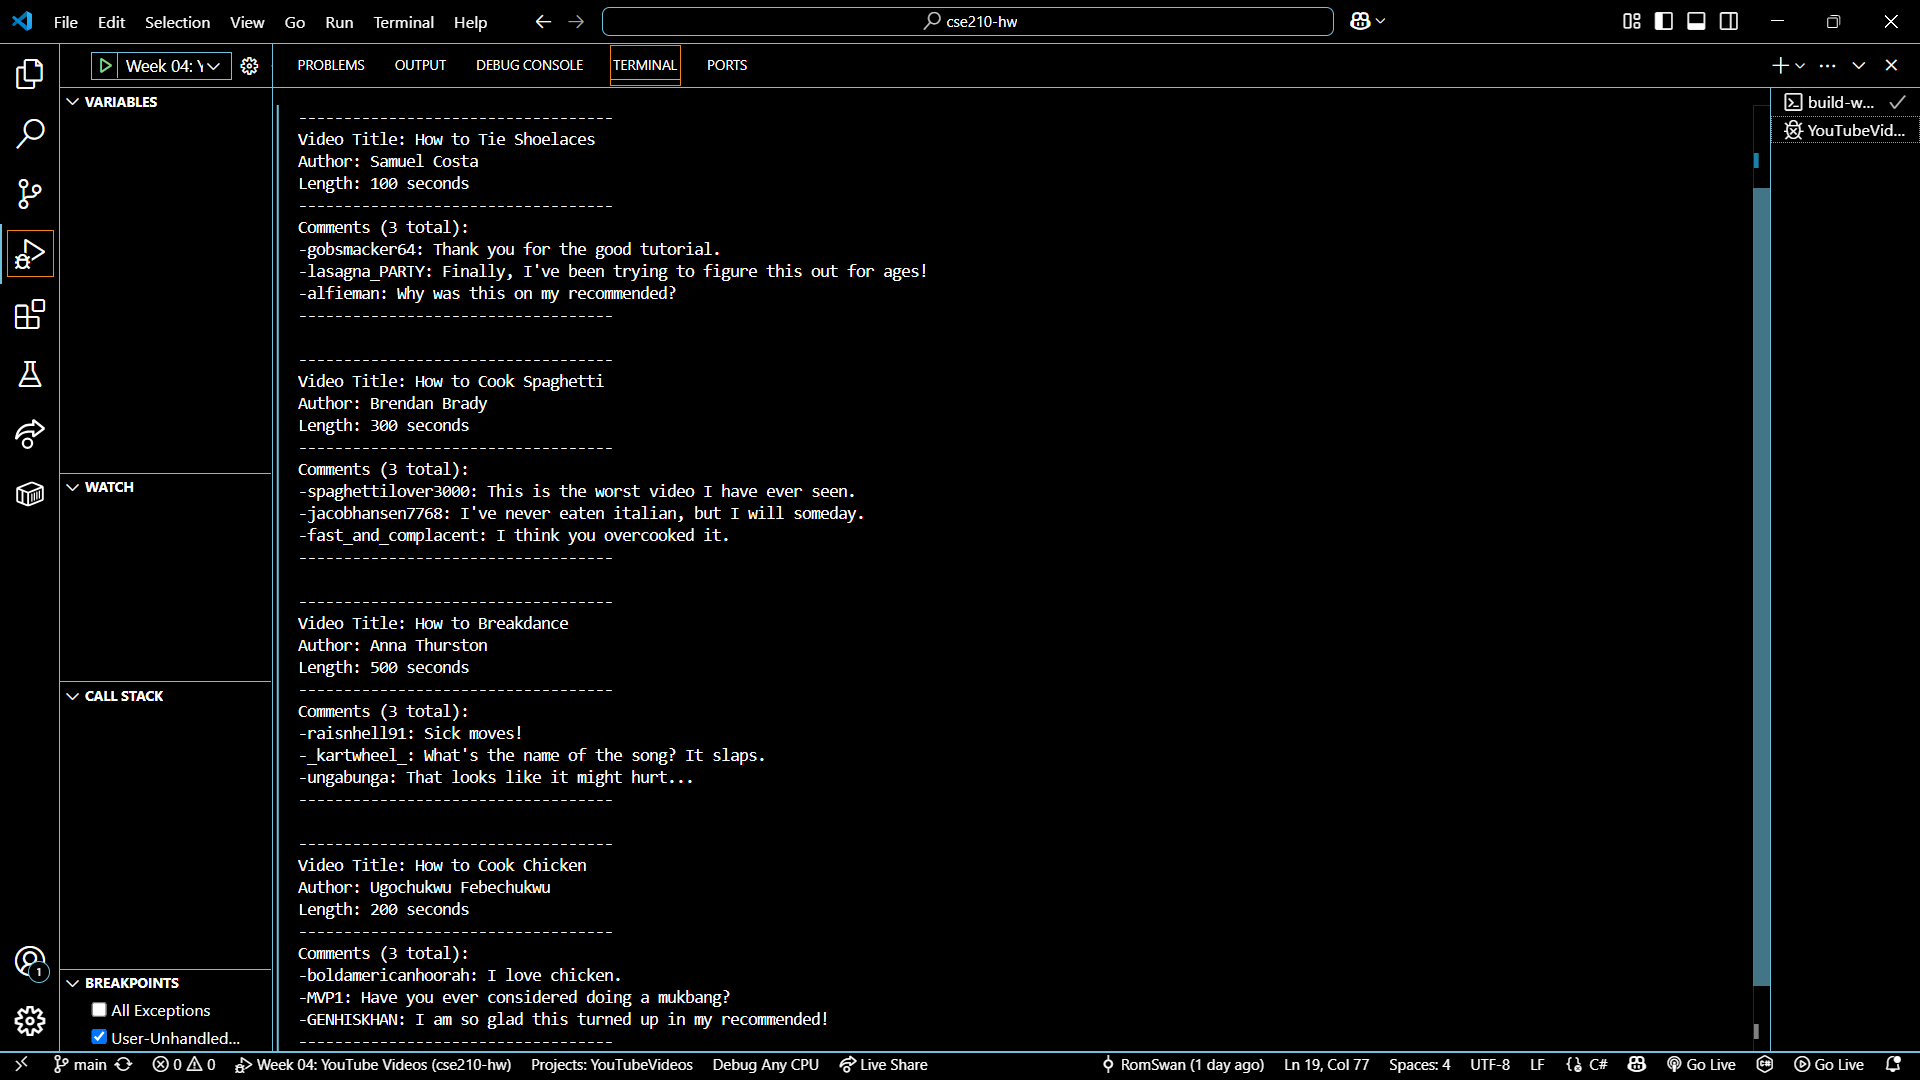 File Edit Selection View Go Run Terminal Help cse210-hw
Week 04: Y PROBLEMS OUTPUT DEBUG CONSOLE TERMINAL PORTS
VARIABLES
WATCH
CALL STACK
BREAKPOINTS
All Exceptions
User-Unhandled...
----------------------------------- 
Video Title: How to Tie Shoelaces
Author: Samuel Costa
Length: 100 seconds
-----------------------------------
Comments (3 total):
-gobsmacker64: Thank you for the good tutorial.
-lasagna_PARTY: Finally, I've been trying to figure this out for ages!
-alfieman: Why was this on my recommended?
-----------------------------------
-----------------------------------
Video Title: How to Cook Spaghetti
Author: Brendan Brady
Length: 300 seconds
-----------------------------------
Comments (3 total):
-spaghettilover3000: This is the worst video I have ever seen.
-jacobhansen7768: I've never eaten italian, but I will someday.
-fast_and_complacent: I think you overcooked it.
-----------------------------------
-----------------------------------
Video Title: How to Breakdance
Author: Anna Thurston
Length: 500 seconds
-----------------------------------
Comments (3 total):
-raisnhell91: Sick moves!
-_kartwheel_: What's the name of the song? It slaps.
-ungabunga: That looks like it might hurt...
-----------------------------------
-----------------------------------
Video Title: How to Cook Chicken
Author: Ugochukwu Febechukwu
Length: 200 seconds
-----------------------------------
Comments (3 total):
-boldamericanhoorah: I love chicken.
-MVP1: Have you ever considered doing a mukbang?
-GENHISKHAN: I am so glad this turned up in my recommended!
-----------------------------------
build-w...
YouTubeVid...
1
main 0 0 Week 04: YouTube Videos (cse210-hw) Projects: YouTubeVideos Debug Any CPU Live Share RomSwan (1 day ago) Ln 19, Col 77 Spaces: 4 UTF-8 LF {} C# Go Live Go Live